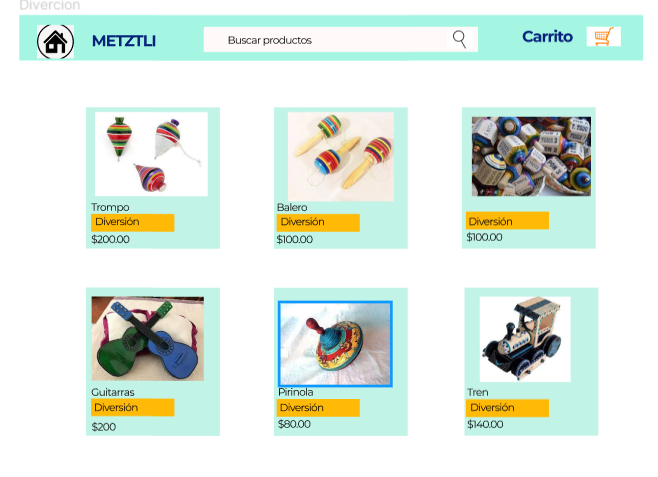 Divercion
METZTLI
Buscar productos
Carrito
Trompo
Diversión
$200.00
Balero
Diversión
$100.00
Diversión
$100.00
Guitarras
Diversión
$200
Pirinola
Diversión
$80.00
Tren
Diversión
$140.00